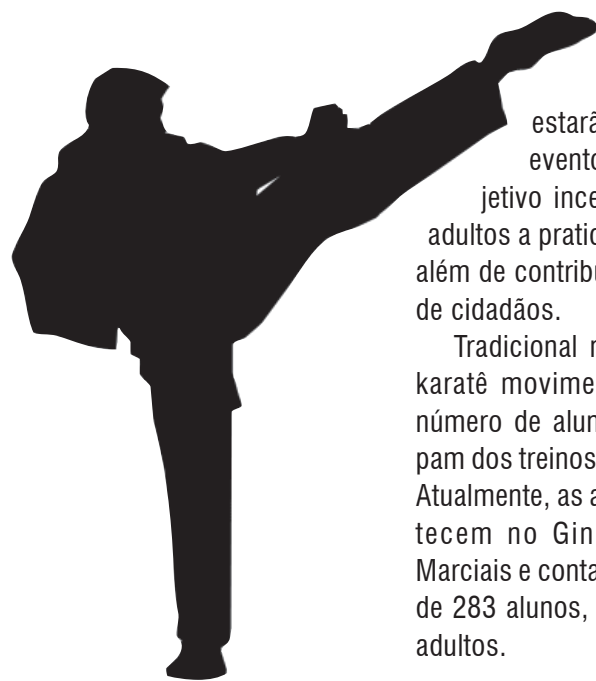 estarã
evento
jetivo ince
adultos a pratic
além de contribu
de cidadãos.
Tradicional
karatê movime
número de alun
pam dos treinos
Atualmente, as a
tecem no Gin
Marciais e conta
de 283 alunos,
adultos.